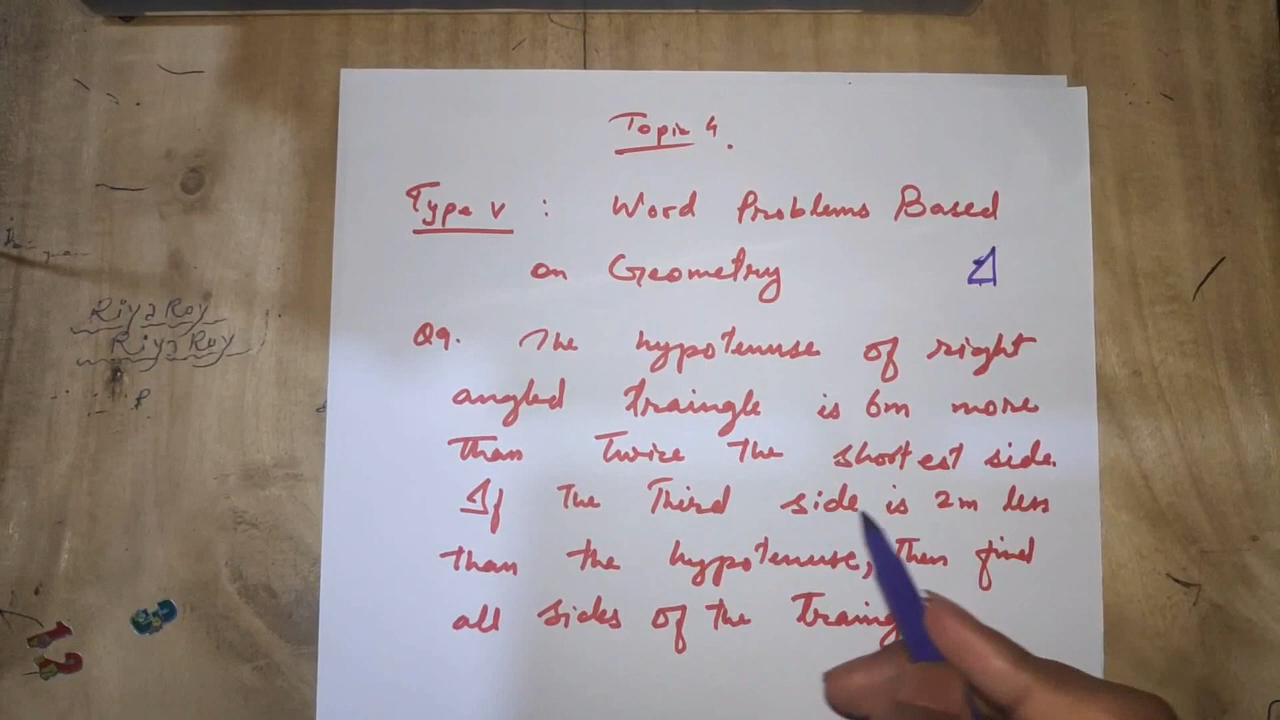 Topic 4.
Type V : Word Problems Based
on Geometry
Q9. The hypotenuse of right
angled traingle is 6m more
than twice the shortest side.
If the Third side is 2m less
than the hypotenuse, then find
all sides of the Traing
Riya Roy
Riya Roy